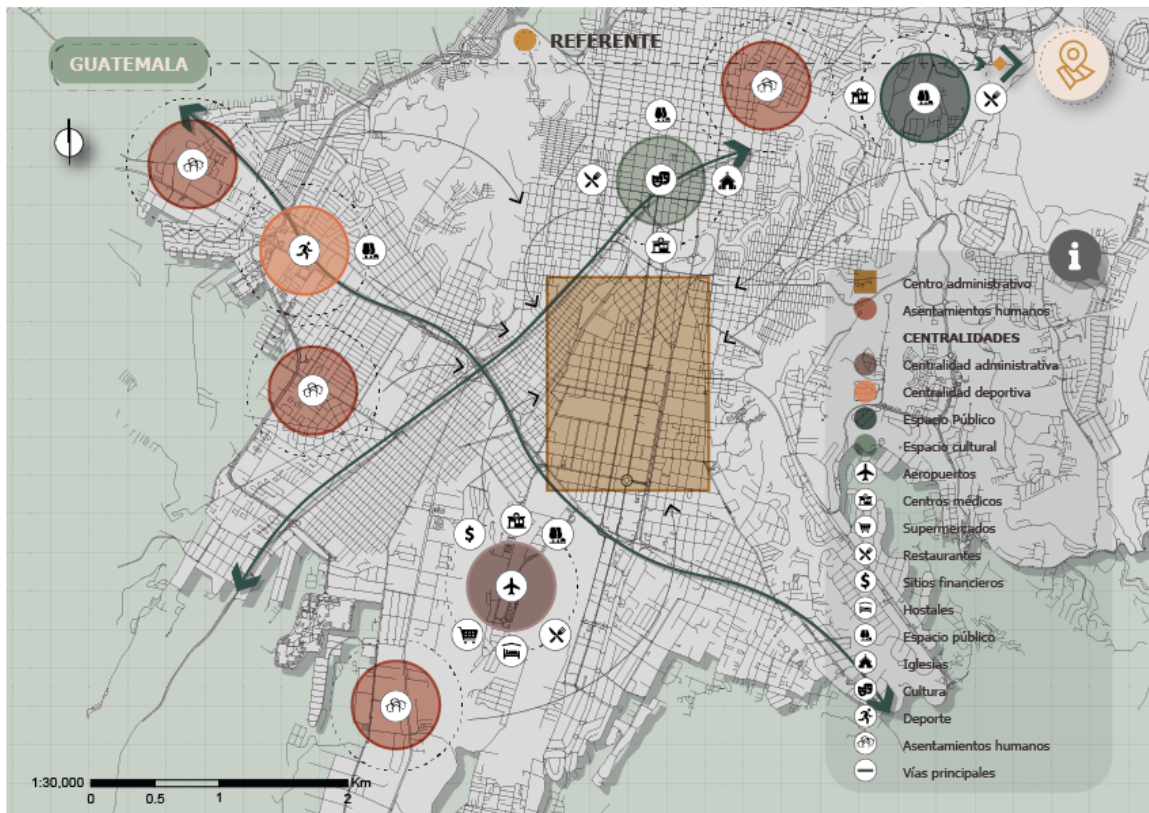 REFERENTE
GUATEMALA
Centro administrativo
Asentamientos humanos
CENTRALIDADES
Centralidad administrativa
Centralidad deportiva
Espacio Público
Espacio cultural
Aeropuertos
Centros médicos
Supermercados
Restaurantes
$ Sitios financieros
Hostales
Espacio público
Iglesias
Cultura
Deporte
Asentamientos humanos
Vías principales
$
i
1:30,000
Km
0 0.5 1 2